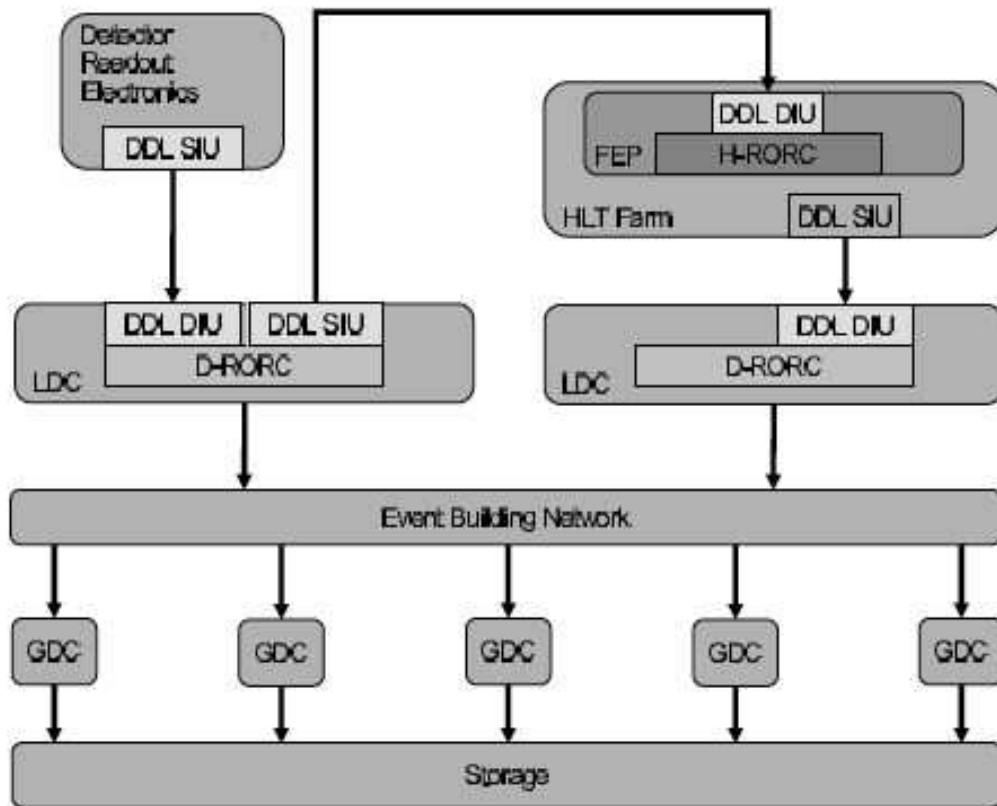 Detector
Readout
Electronics
DDL SIU
DDL DIU
FEP
H-RORC
HLT Farm
DDL SIU
DDL DIU
DDL SIU
D-RORC
LDC
DDL DIU
D-RORC
LDC
Event Building Network
GDC
GDC
GDC
GDC
GDC
Storage